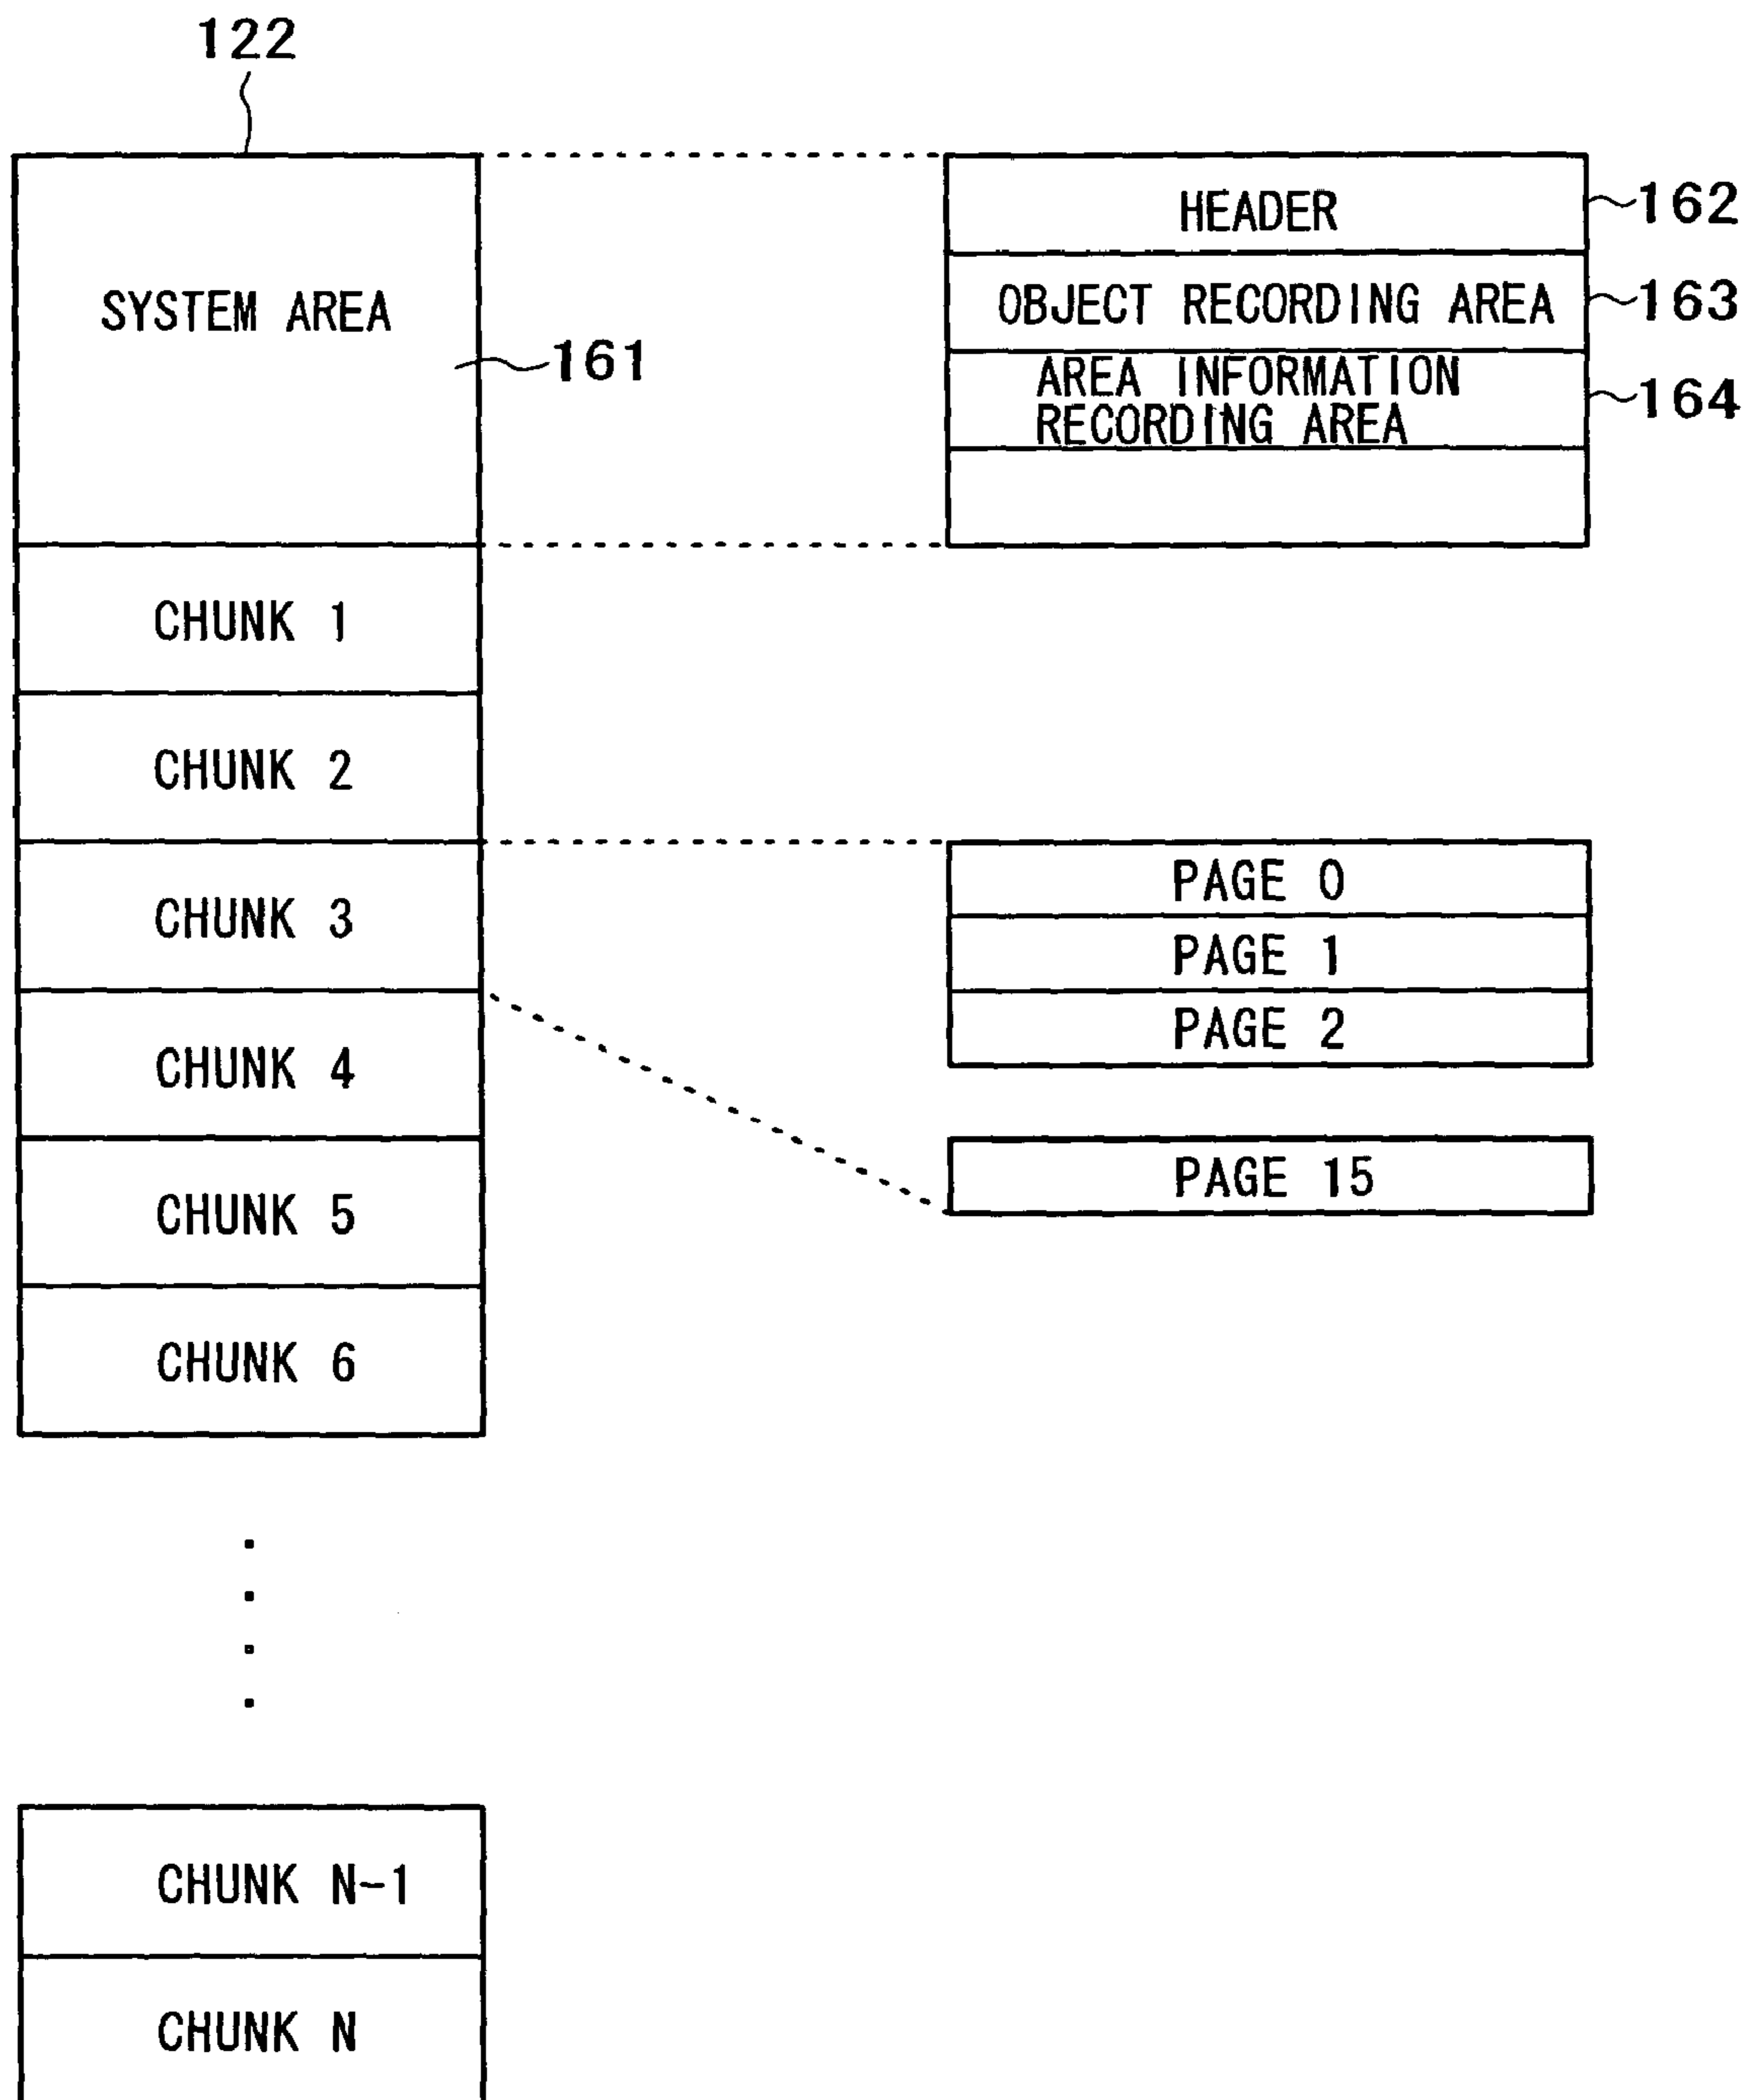 122
SYSTEM AREA
161
HEADER
162
OBJECT RECORDING AREA
163
AREA INFORMATION
RECORDING AREA
164
CHUNK 1
CHUNK 2
CHUNK 3
CHUNK 4
CHUNK 5
CHUNK 6
PAGE 0
PAGE 1
PAGE 2
PAGE 15
CHUNK N-1
CHUNK N